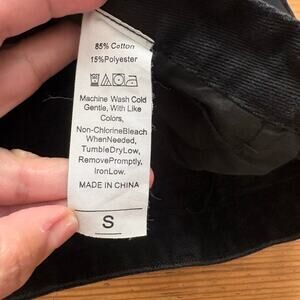 85% Cotton
15%Polyester
Machine Wash Cold
Gentle, With Like
Colors,
Non-ChlorineBleach
WhenNeeded,
TumbleDryLow,
RemovePromptly,
IronLow.
MADE IN CHINA
S